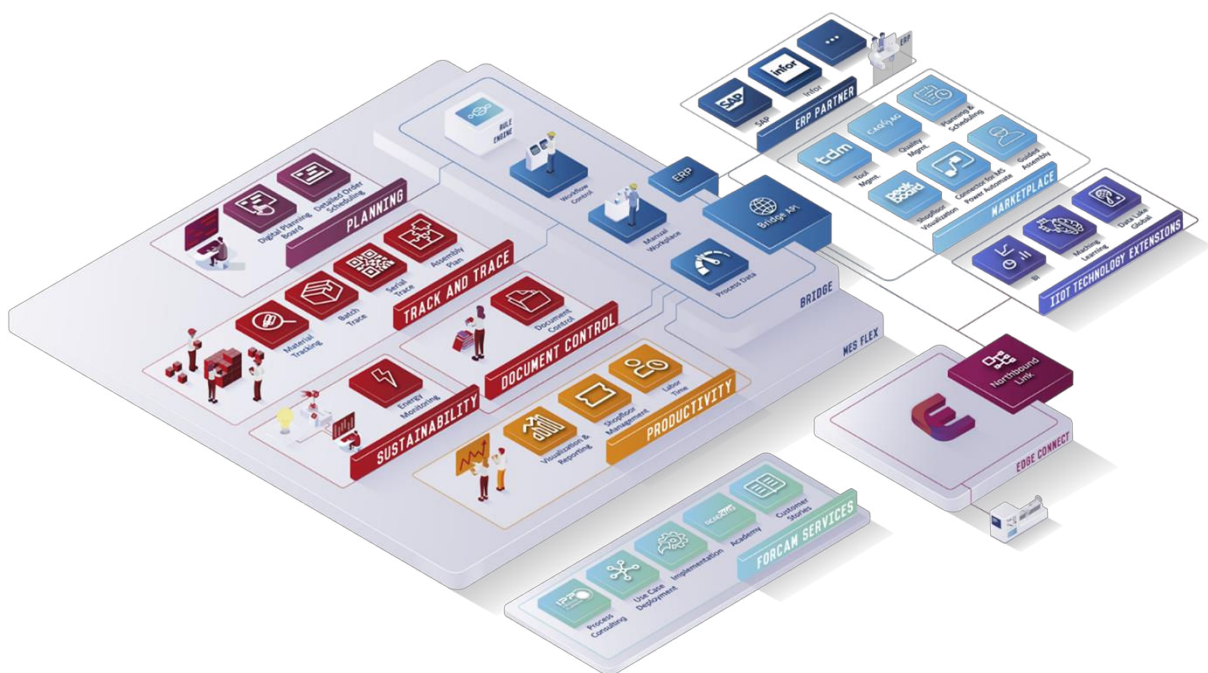 RULE
ENGINE
Workflow
Control
Manual
Workplace
ERP
Bridge API
Process Data
BRIDGE
MES FLEX
Digital Planning
Board
Detailed Order
Scheduling
PLANNING
Material
Tracking
Batch
Trace
Serial
Trace
Assembly
Plan
TRACK AND TRACE
Document
Control
DOCUMENT CONTROL
Energy
Monitoring
SUSTAINABILITY
Visualization &
Reporting
Shopfloor
Management
Labor
Time
PRODUCTIVITY
SAP
SAP
infor
Infor
...
ERP
ERP PARTNER
tdm
Tool
Mgmt.
CAQ AG
Quality
Mgmt.
Planning &
Scheduling
Shopfloor
Visualization
Connector for MS
Power Automate
Guided
Assembly
MARKETPLACE
BI
Maching
Learning
Data Lake
Global
IIOT TECHNOLOGY EXTENSIONS
Northbound
Link
EDGE CONNECT
Process
Consulting
Use Case
Deployment
Implementation
ACADEMY
Academy
Customer
Stories
FORCAM SERVICES